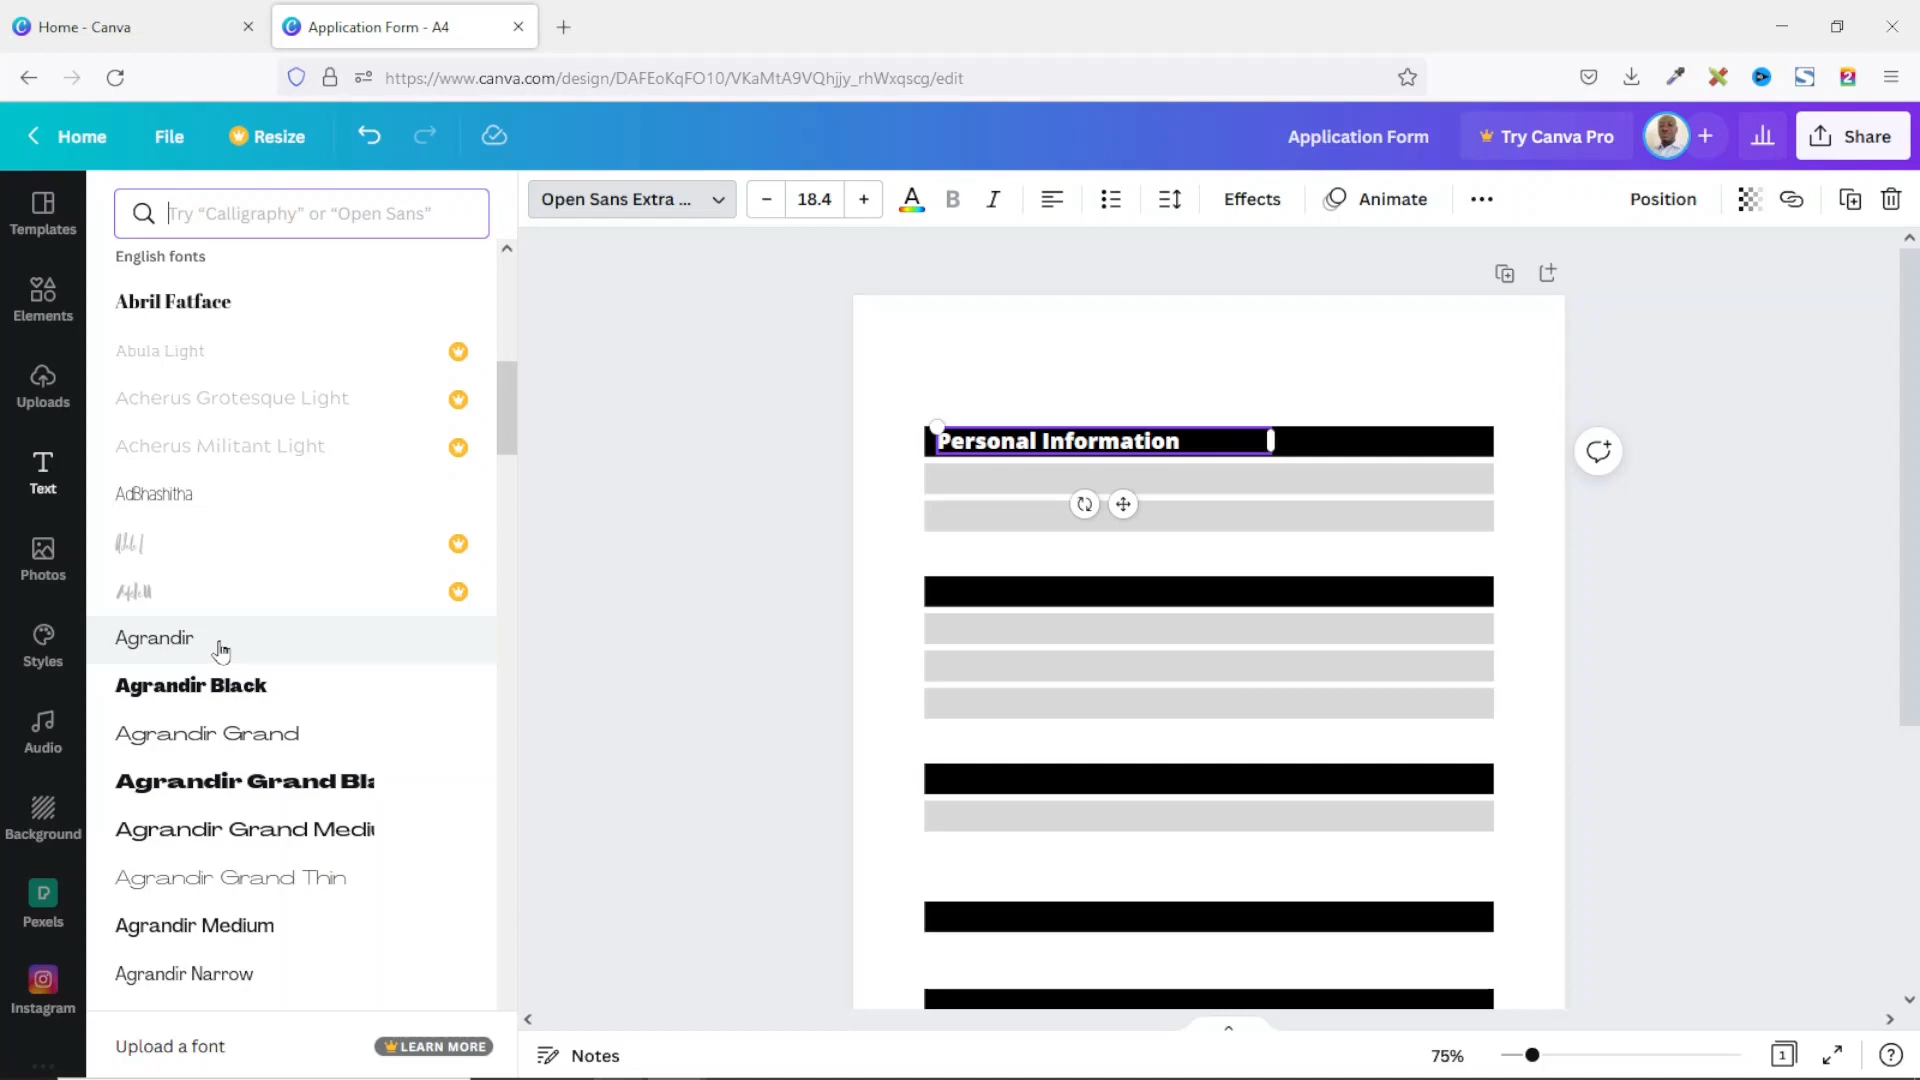 Home - Canva
Application Form - A4
https://www.canva.com/design/DAFEoKqFO10/VKaMtA9VQhjjy_rhWxqscg/edit
2
Home
File
Resize
Application Form
Try Canva Pro
Share
Try “Calligraphy” or “Open Sans”
Open Sans Extra ...
18.4
A
B
I
Effects
Animate
Position
Templates
Elements
Uploads
Text
Photos
Styles
Audio
Background
Pexels
Instagram
English fonts
Abril Fatface
Abula Light
Acherus Grotesque Light
Acherus Militant Light
AdBhashitha
Agrandir
Agrandir Black
Agrandir Grand
Agrandir Grand Bla
Agrandir Grand Mediu
Agrandir Grand Thin
Agrandir Medium
Agrandir Narrow
Upload a font
LEARN MORE
Personal Information
Notes
75%
1